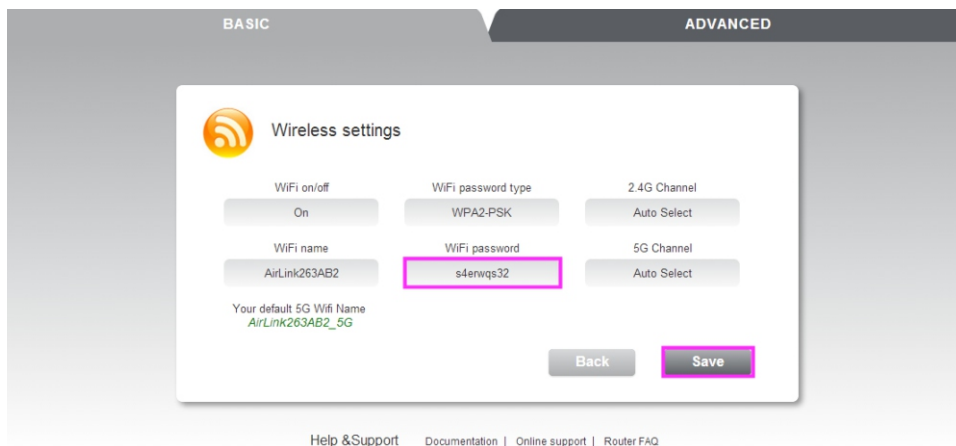 BASIC ADVANCED
Wireless settings
WiFi on/off WiFi password type 2.4G Channel
On WPA2-PSK Auto Select
WiFi name WiFi password 5G Channel
AirLink263AB2 s4erwqs32 Auto Select
Your default 5G Wifi Name
AirLink263AB2_5G
Back Save
Help &Support Documentation | Online support | Router FAQ